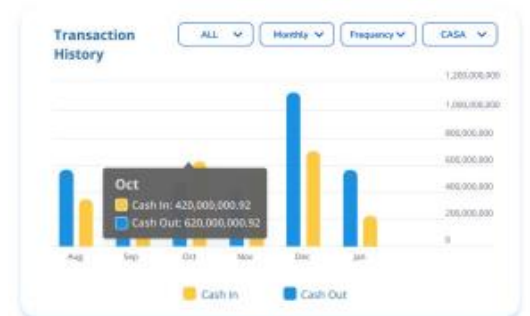 Transaction
History
ALL
Monthly
Frequency
CASA
1,200,000,000
1,000,000,000
800,000,000
600,000,000
400,000,000
200,000,000
0
Oct
Cash In: 420,000,000.92
Cash Out: 620,000,000.92
Aug Sep Oct Nov Dec Jan
Cash In Cash Out